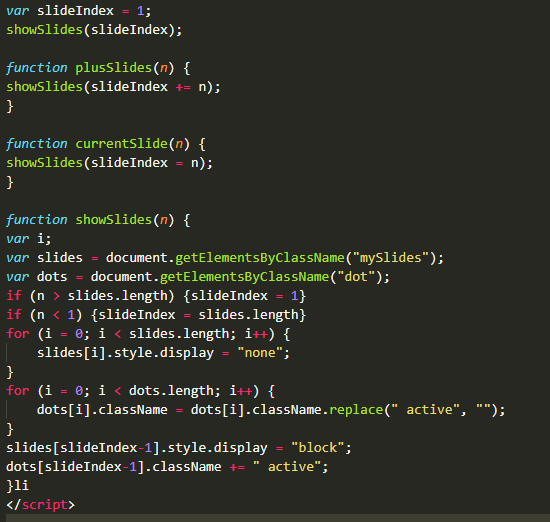 var slideIndex = 1;
showSlides(slideIndex);
function plusSlides(n) {
showSlides(slideIndex += n);
}
function currentSlide(n) {
showSlides(slideIndex = n);
}
function showSlides(n) {
var i;
var slides = document.getElementsByClassName("mySlides");
var dots = document.getElementsByClassName("dot");
if (n > slides.length) {slideIndex = 1}
if (n < 1) {slideIndex = slides.length}
for (i = 0; i < slides.length; i++) {
    slides[i].style.display = "none";
}
for (i = 0; i < dots.length; i++) {
    dots[i].className = dots[i].className.replace(" active", "");
}
slides[slideIndex-1].style.display = "block";
dots[slideIndex-1].className += " active";
}li
</script>